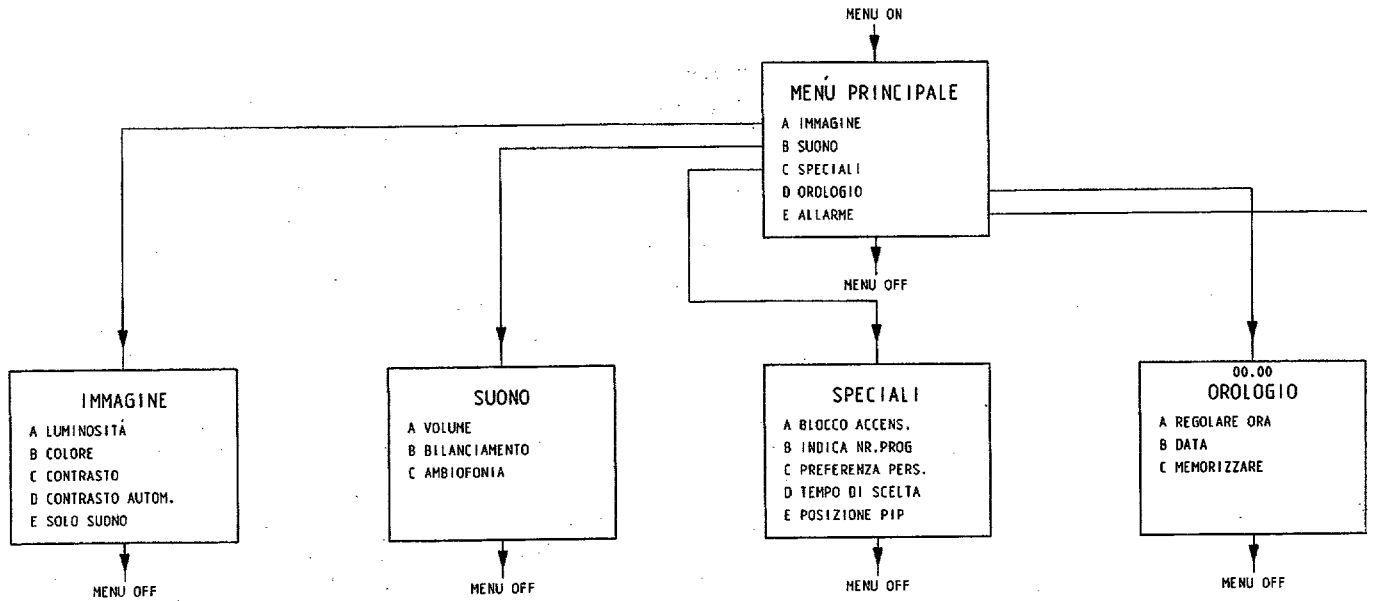 MENU ON
MENÚ PRINCIPALE
A IMMAGINE
B SUONO
C SPECIALI
D OROLOGIO
E ALLARME
MENU OFF
IMMAGINE
A LUMINOSITÁ
B COLORE
C CONTRASTO
D CONTRASTO AUTOM.
E SOLO SUONO
MENU OFF
SUONO
A VOLUME
B BILANCIAMENTO
C AMBIOFONIA
MENU OFF
SPECIALI
A BLOCCO ACCENS.
B INDICA NR.PROG
C PREFERENZA PERS.
D TEMPO DI SCELTA
E POSIZIONE PIP
MENU OFF
00.00
OROLOGIO
A REGOLARE ORA
B DATA
C MEMORIZZARE
MENU OFF